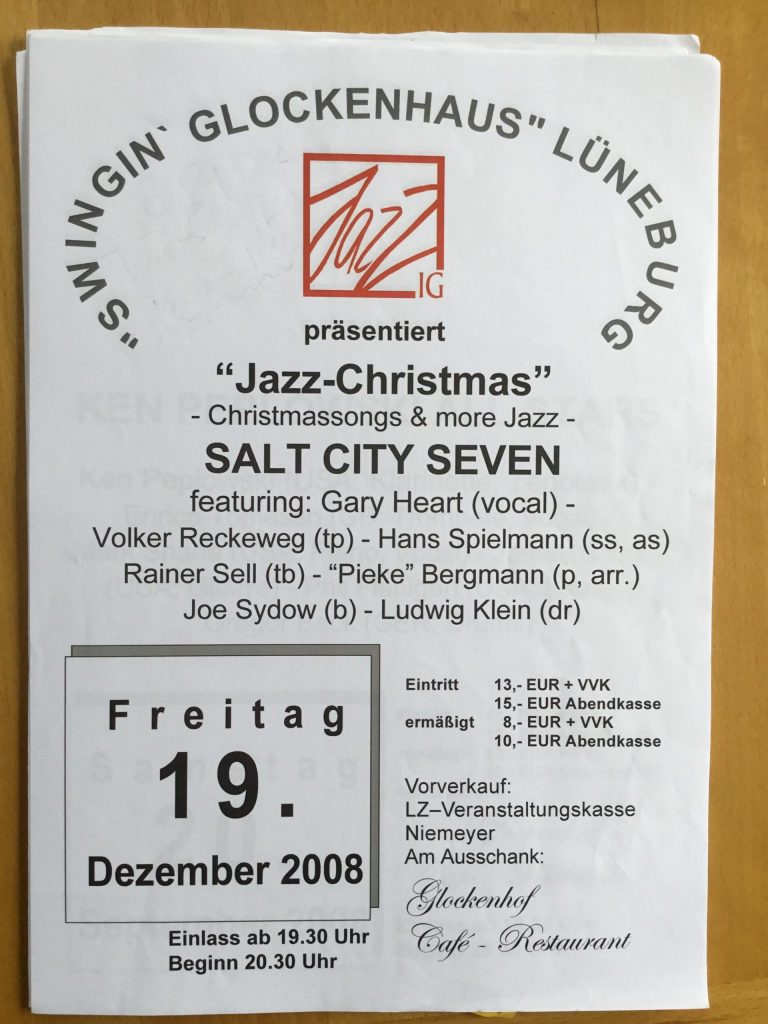 "SWINGIN` GLOCKENHAUS" LÜNEBURG
JazZ
IG
präsentiert
“Jazz-Christmas”
- Christmassongs & more Jazz -
SALT CITY SEVEN
featuring: Gary Heart (vocal) -
Volker Reckeweg (tp) - Hans Spielmann (ss, as)
Rainer Sell (tb) - “Pieke” Bergmann (p, arr.)
Joe Sydow (b) - Ludwig Klein (dr)
Freitag
19.
Dezember 2008
Einlass ab 19.30 Uhr
Beginn 20.30 Uhr
Eintritt 13,- EUR + VVK
15,- EUR Abendkasse
ermäßigt 8,- EUR + VVK
10,- EUR Abendkasse
Vorverkauf:
LZ–Veranstaltungskasse
Niemeyer
Am Ausschank:
Glockenhof
Café - Restaurant